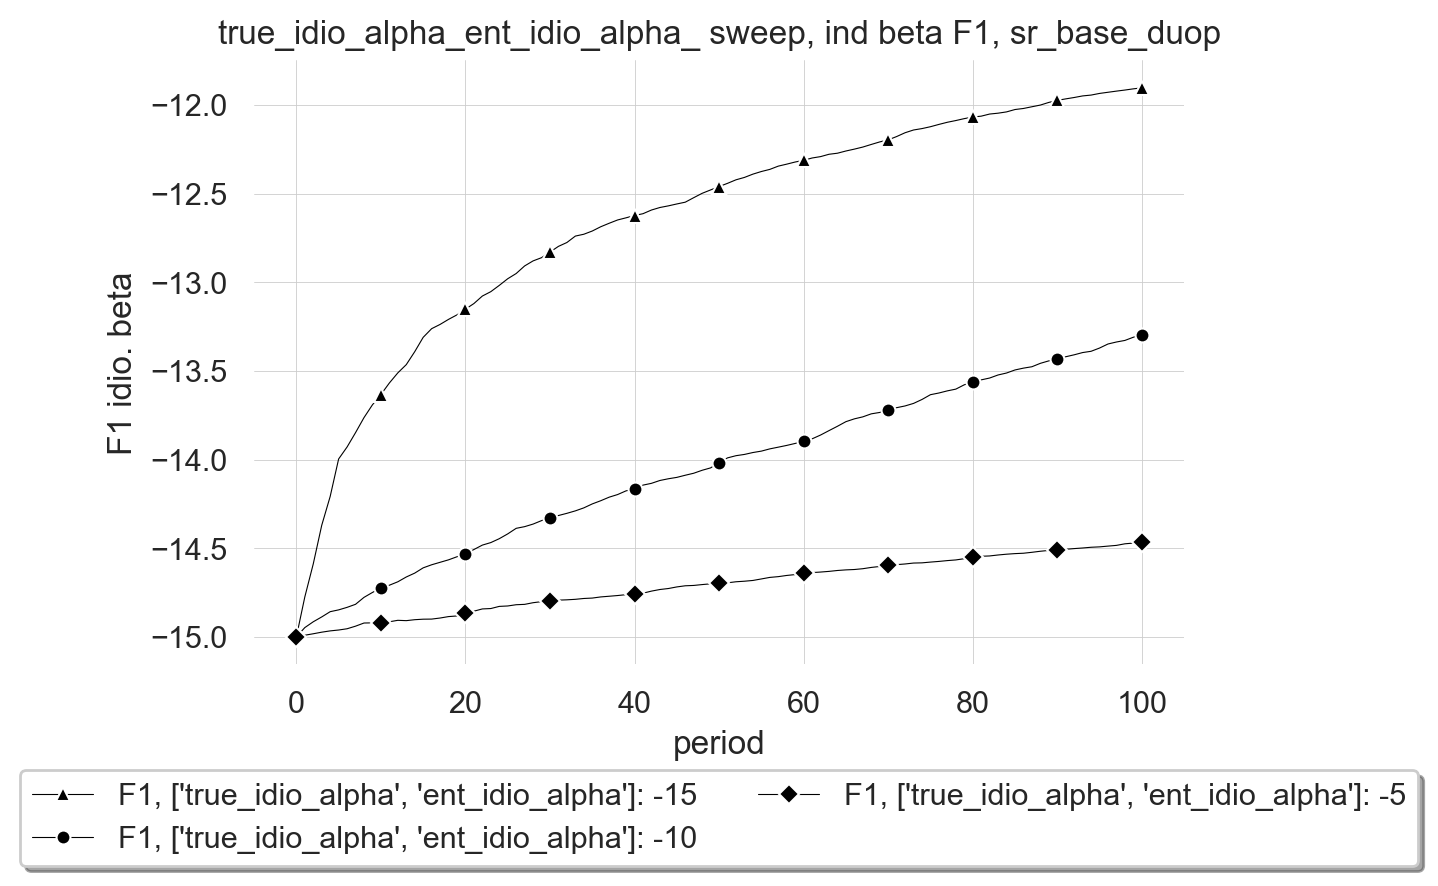 true_idio_alpha_ent_idio_alpha_ sweep, ind beta F1, sr_base_duop
−12.0
−12.5
−13.0
−13.5
−14.0
−14.5
−15.0
F1 idio. beta
0 20 40 60 80 100
period
F1, ['true_idio_alpha', 'ent_idio_alpha']: -15
F1, ['true_idio_alpha', 'ent_idio_alpha']: -10
F1, ['true_idio_alpha', 'ent_idio_alpha']: -5